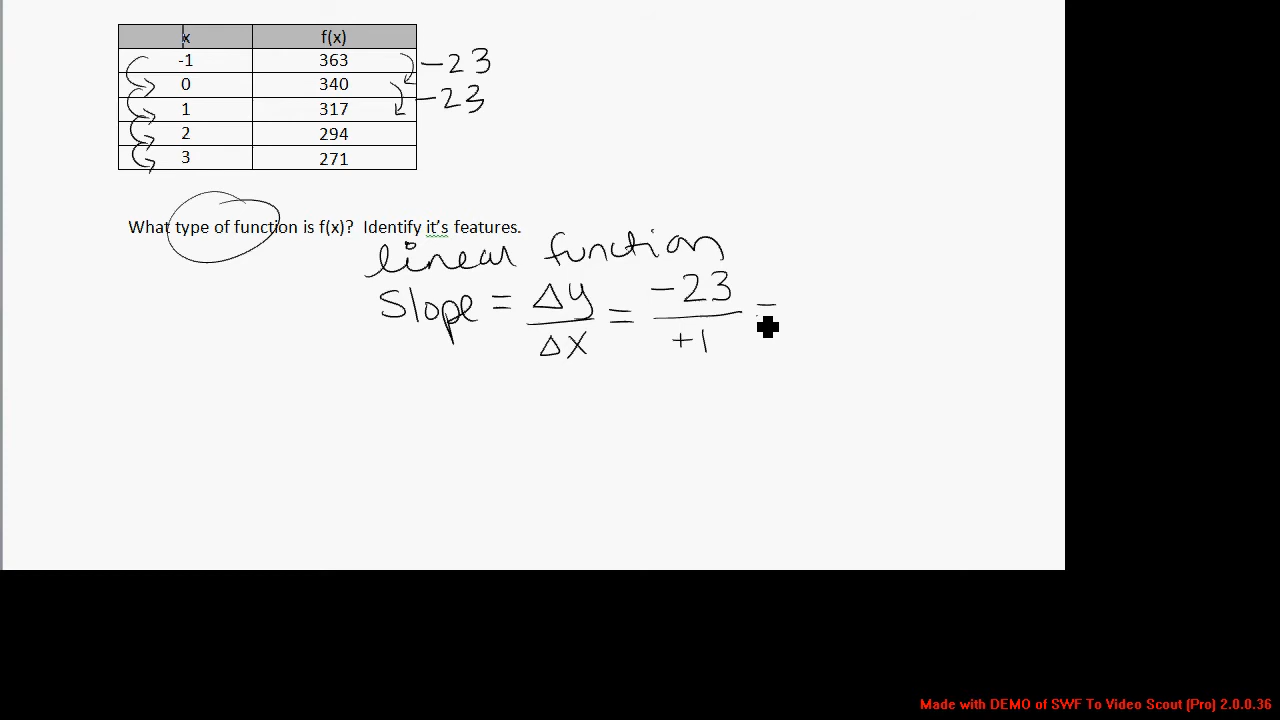 x f(x)
-1 363 -23
0 340 -23
1 317
2 294
3 271
What type of function is f(x)? Identify it's features.
linear function
Slope = Δy/Δx = -23/+1 =
Made with DEMO of SWF To Video Scout (Pro) 2.0.0.36